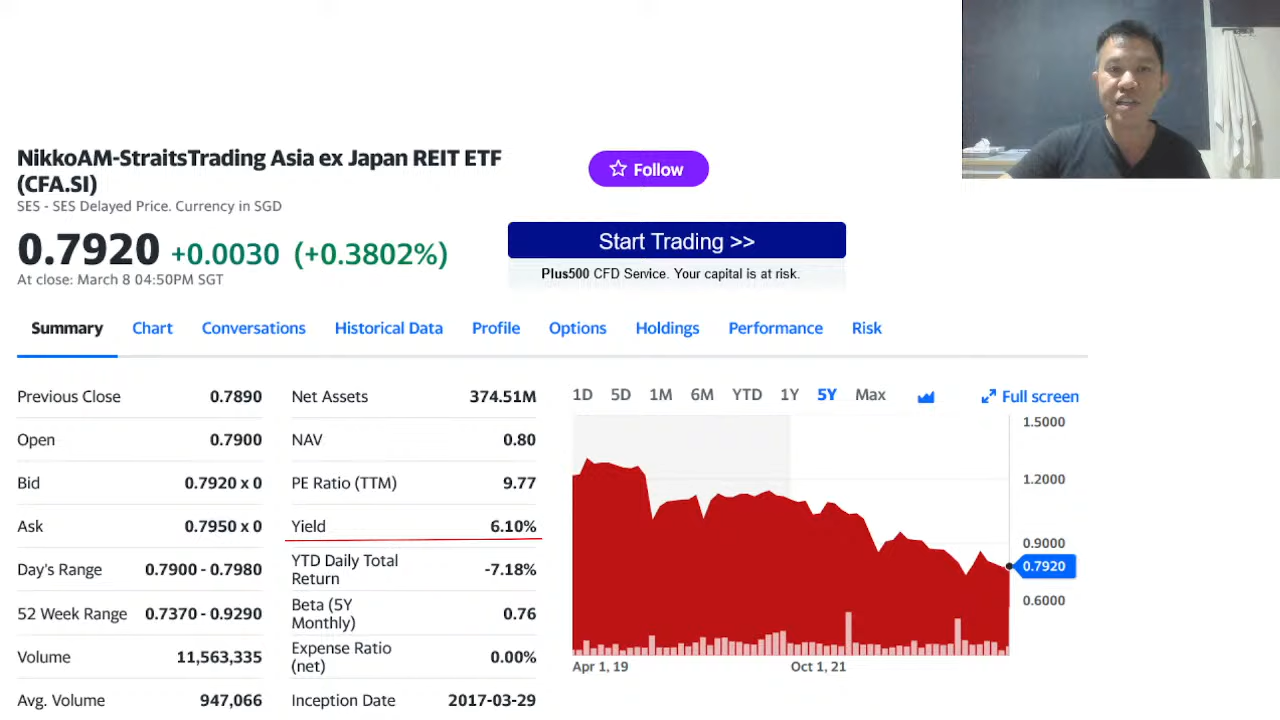 NikkoAM-StraitsTrading Asia ex Japan REIT ETF
(CFA.SI)
Follow
SES - SES Delayed Price. Currency in SGD
0.7920 +0.0030 (+0.3802%)
At close: March 8 04:50PM SGT
Start Trading >>
Plus500 CFD Service. Your capital is at risk.
Summary Chart Conversations Historical Data Profile Options Holdings Performance Risk
Previous Close 0.7890
Open 0.7900
Bid 0.7920 x 0
Ask 0.7950 x 0
Day's Range 0.7900 - 0.7980
52 Week Range 0.7370 - 0.9290
Volume 11,563,335
Avg. Volume 947,066
Net Assets 374.51M
NAV 0.80
PE Ratio (TTM) 9.77
Yield 6.10%
YTD Daily Total
Return -7.18%
Beta (5Y
Monthly) 0.76
Expense Ratio
(net) 0.00%
Inception Date 2017-03-29
1D 5D 1M 6M YTD 1Y 5Y Max Full screen
1.5000
1.2000
0.9000
0.7920
0.6000
Apr 1, 19 Oct 1, 21